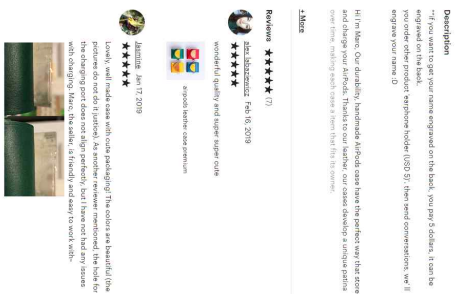 Description
**if you want to get your name engraved on the back, you pay 5 dollars, it can be
engraved on the back.
you order other product 'earphone holder (USD 5)', then send conversations, we'll
engrave your name :D
Hi I'm Maro, Our durability, handmade AirPods case have the perfect way that store
and charge your AirPods. Thanks to our leather, our cases develop a unique patina
over time, making each case a item that fits its owner.
+ More
Reviews ★★★★★ (7)
Feb 16, 2019
★★★★★
wonderful quality and super super cute
airpods leather case premium
Jasmine Jan 17, 2019
★★★★★
Lovely, well made case with cute packaging! The colors are beautiful (the
pictures do not do it justice). As another reviewer mentioned, the hole for
the charging port does not align perfectly, but I have not had any issues
with charging. Maro, the seller, is friendly and easy to work with~